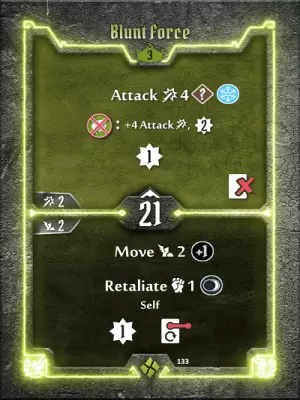 Blunt Force
3
Attack 4 ?
: +4 Attack , 2
1
2
21
2
Move 2 +1
Retaliate 1
Self
1
133